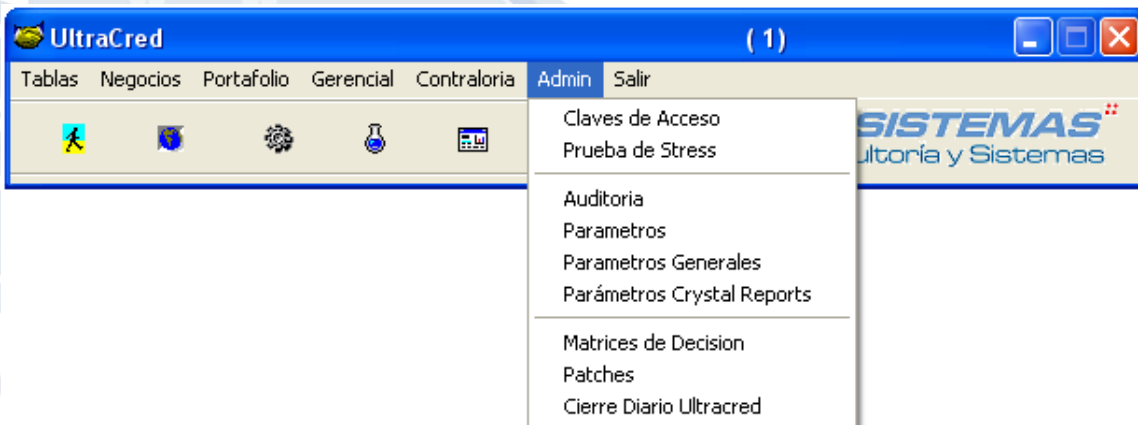 UltraCred ( 1)
Tablas Negocios Portafolio Gerencial Contraloria Admin Salir
Claves de Acceso
Prueba de Stress
Auditoria
Parametros
Parametros Generales
Parámetros Crystal Reports
Matrices de Decision
Patches
Cierre Diario Ultracred
SISTEMAS
y Sistemas